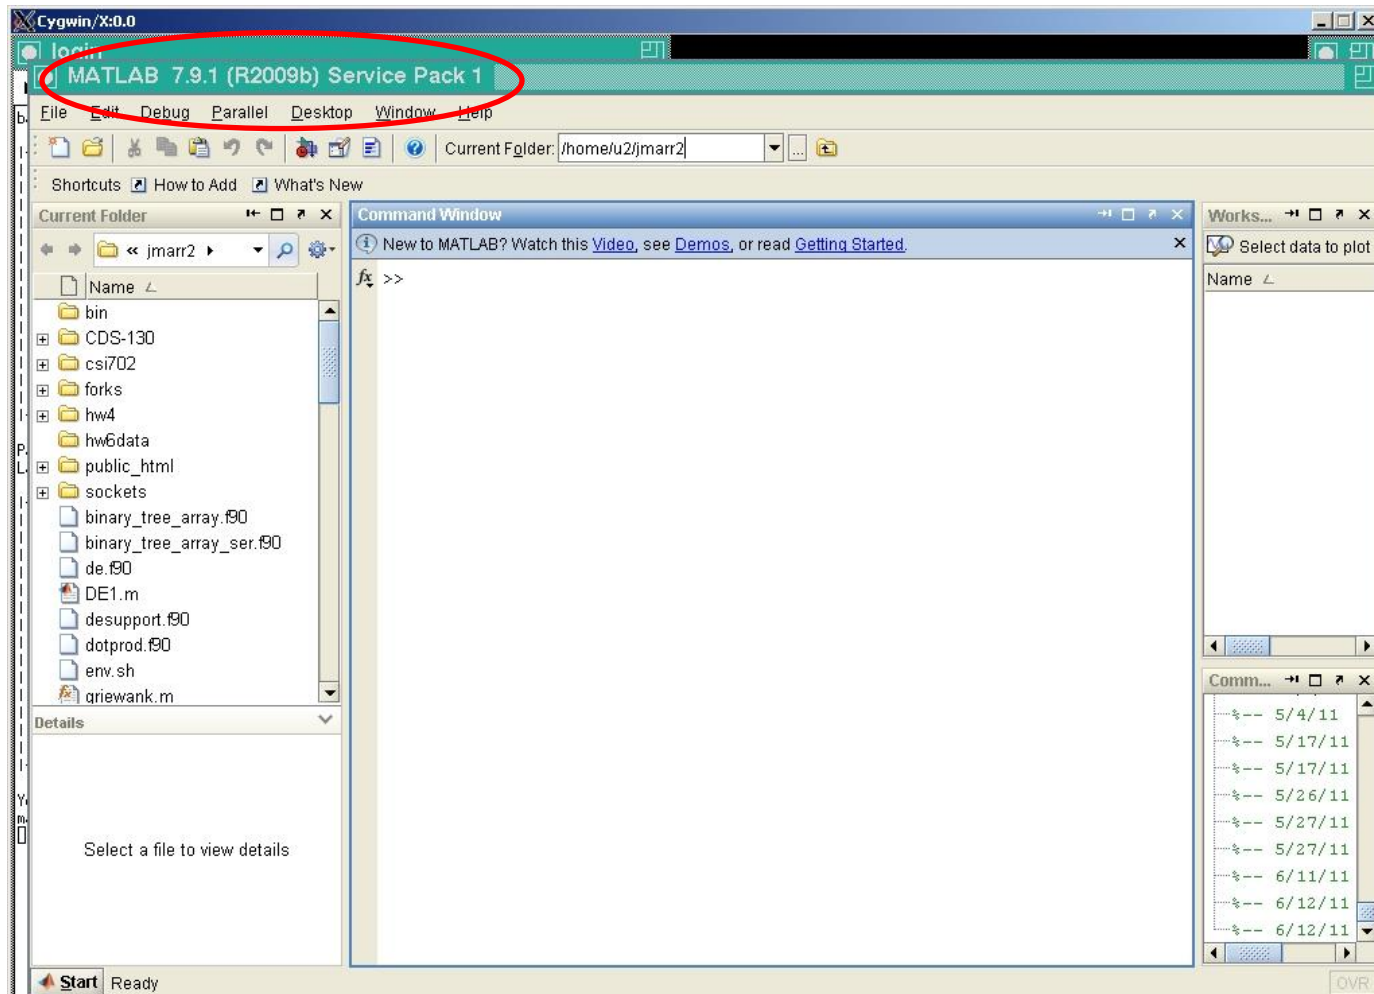 Cygwin/X:0.0
login
MATLAB 7.9.1 (R2009b) Service Pack 1
File Edit Debug Parallel Desktop Window Help
Current Folder: /home/u2/jmarr2
Shortcuts How to Add What's New
Current Folder
« jmarr2
Name
bin
CDS-130
csi702
forks
hw4
hw6data
public_html
sockets
binary_tree_array.f90
binary_tree_array_ser.f90
de.f90
DE1.m
desupport.f90
dotprod.f90
env.sh
griewank.m
Details
Select a file to view details
Command Window
New to MATLAB? Watch this Video, see Demos, or read Getting Started.
fx >>
Works...
Select data to plot
Name
Comm...
%-- 5/4/11
%-- 5/17/11
%-- 5/17/11
%-- 5/26/11
%-- 5/27/11
%-- 5/27/11
%-- 6/11/11
%-- 6/12/11
%-- 6/12/11
Start Ready
OVR